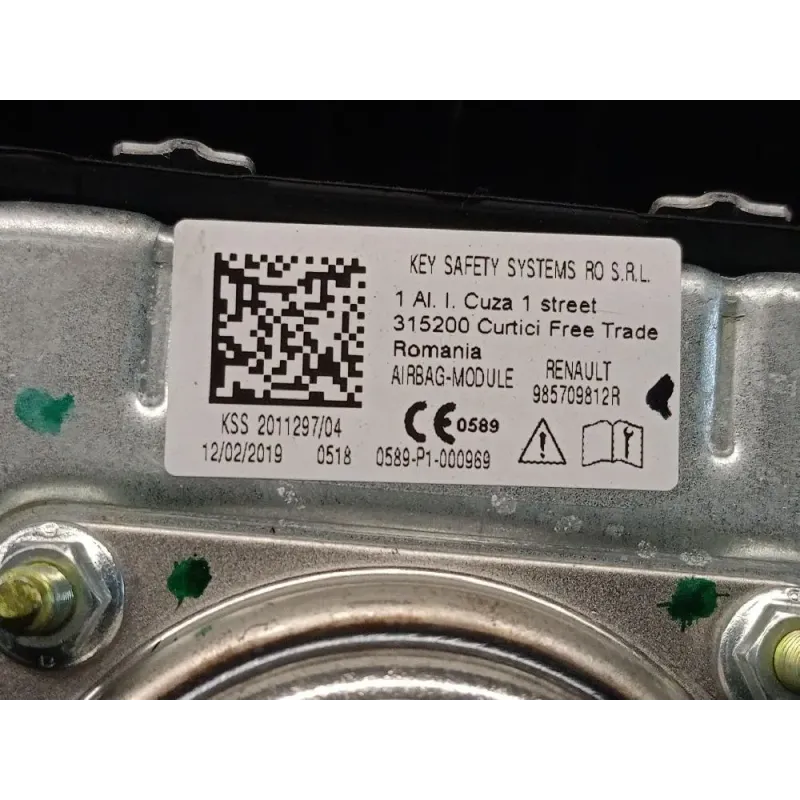 KEY SAFETY SYSTEMS RO S.R.L.
1 Al. I. Cuza 1 street
315200 Curtici Free Trade
Romania
AIRBAG-MODULE RENAULT
985709812R
KSS 2011297/04
CE 0589
12/02/2019 0518 0589-P1-000969